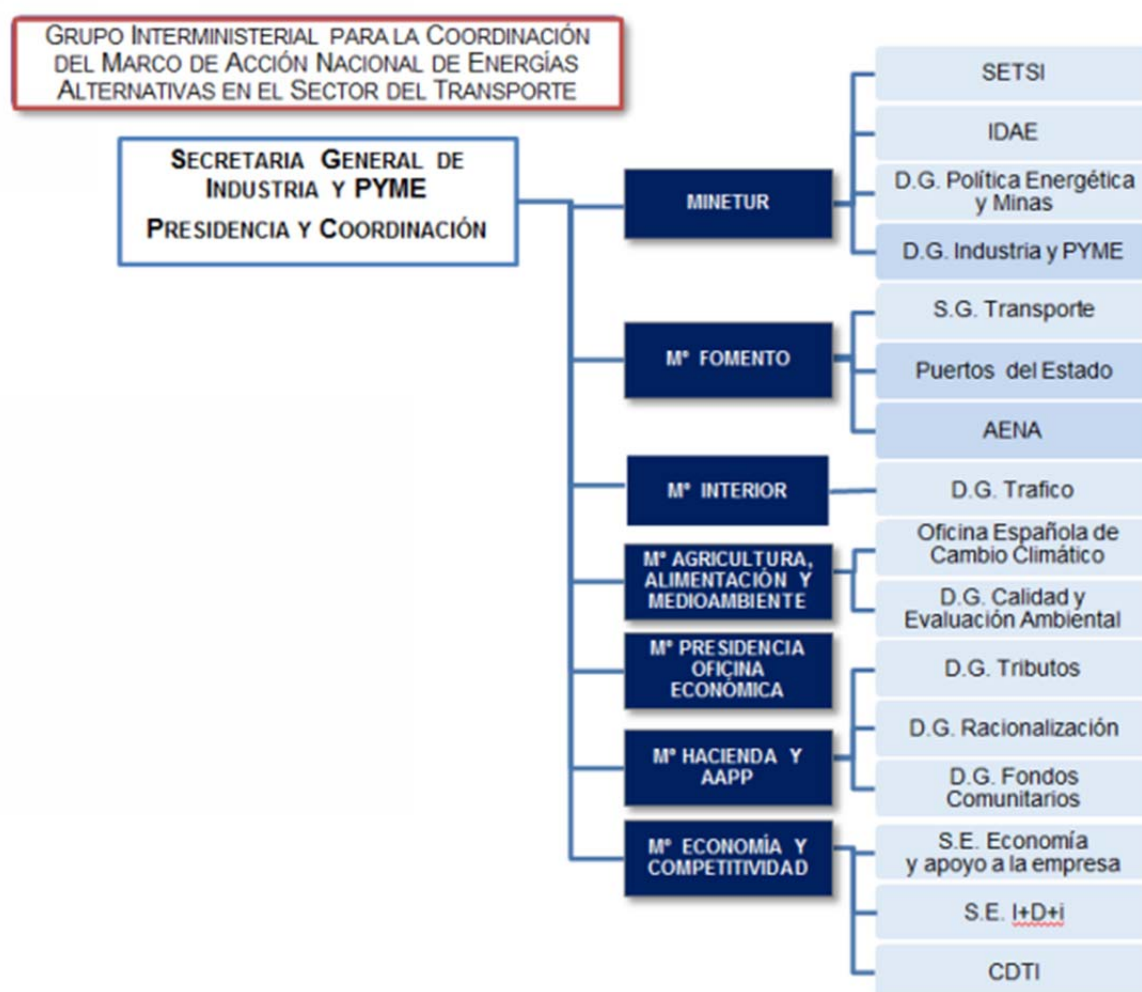 GRUPO INTERMINISTERIAL PARA LA COORDINACIÓN
DEL MARCO DE ACCIÓN NACIONAL DE ENERGÍAS
ALTERNATIVAS EN EL SECTOR DEL TRANSPORTE
SECRETARIA GENERAL DE
INDUSTRIA Y PYME
PRESIDENCIA Y COORDINACIÓN
MINETUR
SETSI
IDAE
D.G. Política Energética
y Minas
D.G. Industria y PYME
Mº FOMENTO
S.G. Transporte
Puertos del Estado
AENA
Mº INTERIOR
D.G. Trafico
Mº AGRICULTURA,
ALIMENTACIÓN Y
MEDIOAMBIENTE
Oficina Española de
Cambio Climático
D.G. Calidad y
Evaluación Ambiental
Mº PRESIDENCIA
OFICINA
ECONÓMICA
Mº HACIENDA Y
AAPP
D.G. Tributos
D.G. Racionalización
D.G. Fondos
Comunitarios
Mº ECONOMÍA Y
COMPETITIVIDAD
S.E. Economía
y apoyo a la empresa
S.E. I+D+i
CDTI